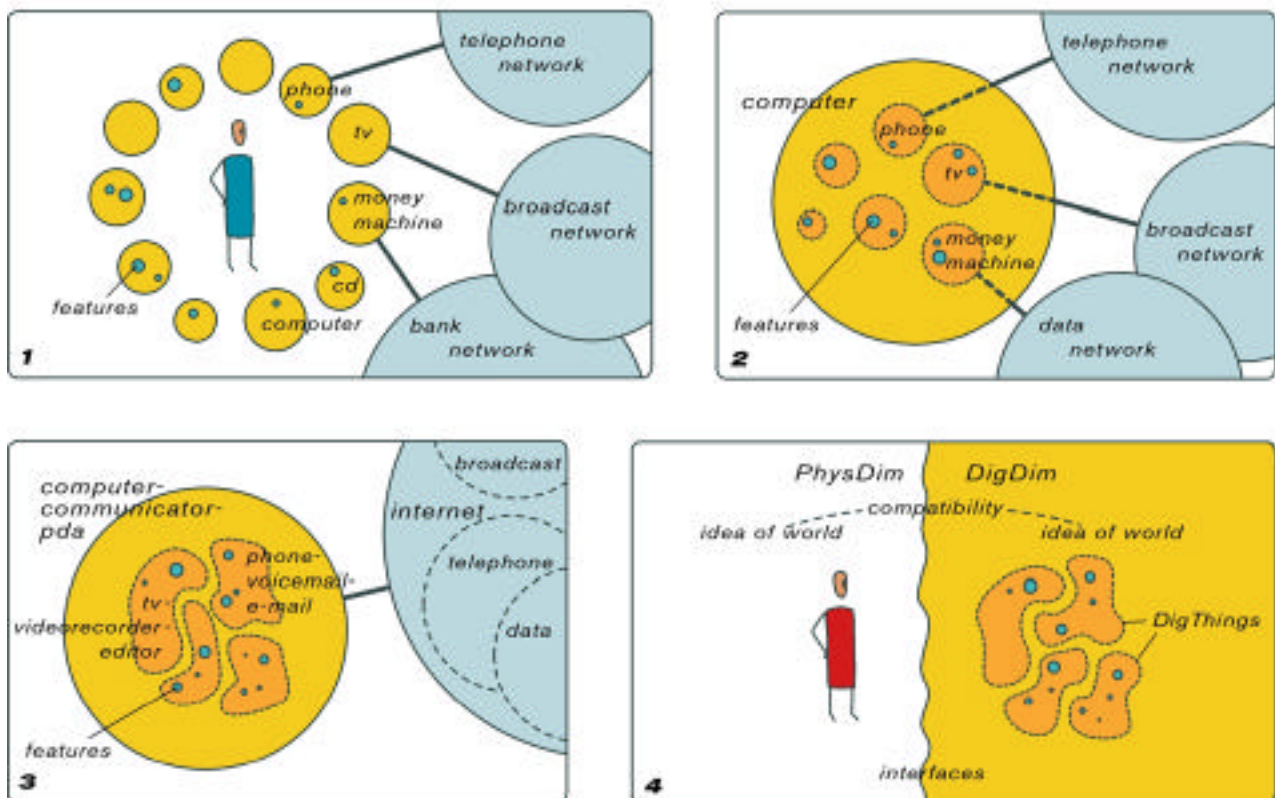 telephone
network
phone
tv
money
machine
broadcast
network
cd
features
computer
bank
network
1
telephone
network
computer
phone
tv
broadcast
network
money
machine
features
data
network
2
broadcast
computer-
communicator-
pda
internet
phone-
voicemail-
e-mail
telephone
tv-
videorecorder-
editor
data
features
3
PhysDim
DigDim
compatibility
idea of world
idea of world
DigThings
interfaces
4